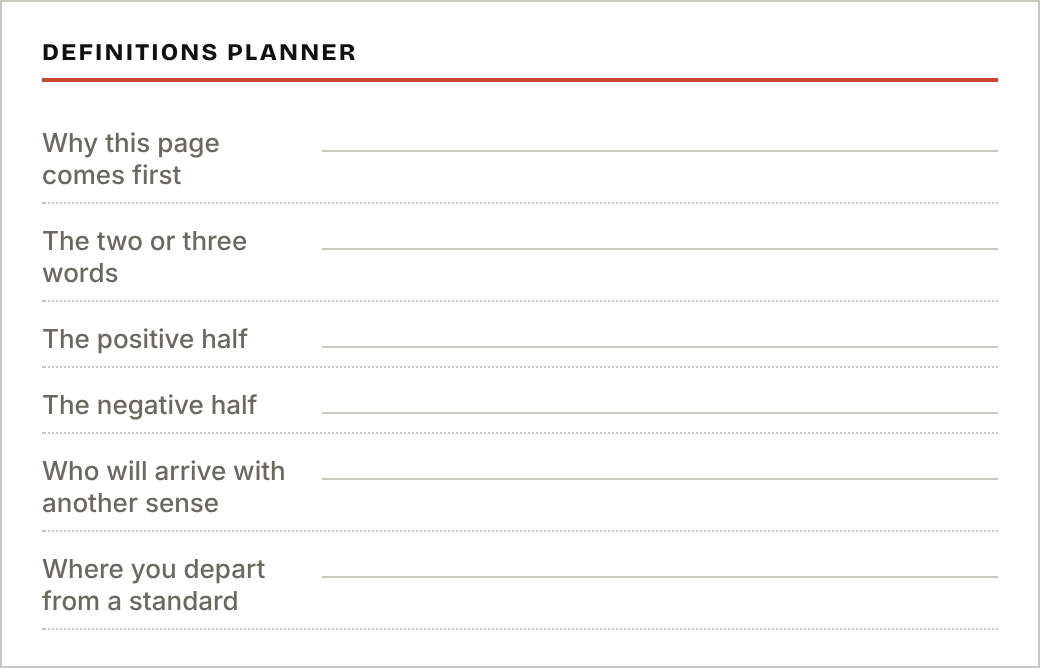 DEFINITIONS PLANNER
Why this page
comes first
The two or three
words
The positive half
The negative half
Who will arrive with
another sense
Where you depart
from a standard